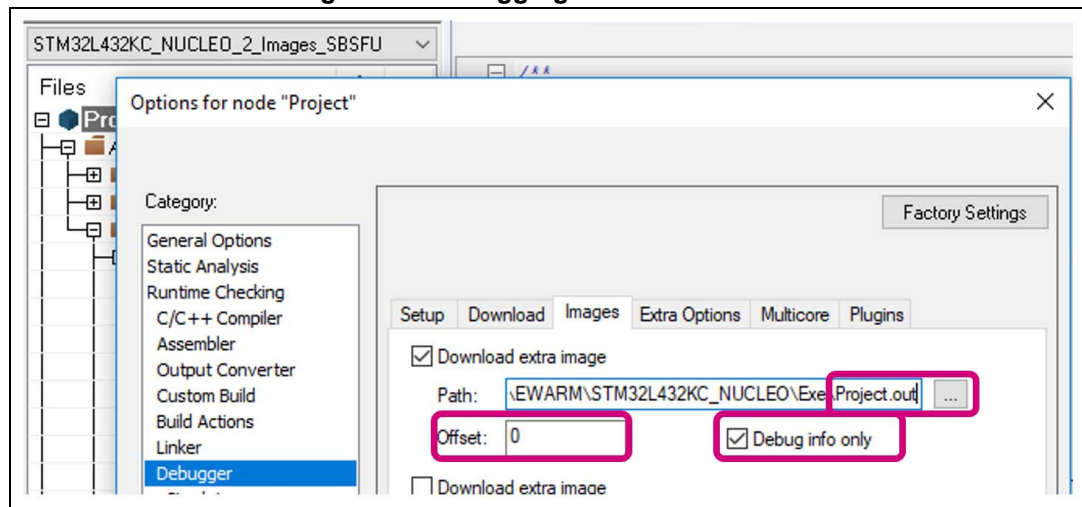 STM32L432KC_NUCLEO_2_Images_SBSFU
/**
Files
Options for node "Project"
Category:
Factory Settings
General Options
Static Analysis
Runtime Checking
C/C++ Compiler
Assembler
Output Converter
Custom Build
Build Actions
Linker
Debugger
Setup Download Images Extra Options Multicore Plugins
Download extra image
Path: \EWARM\STM32L432KC_NUCLEO\Exe\Project.out ...
Offset: 0 Debug info only
Download extra image